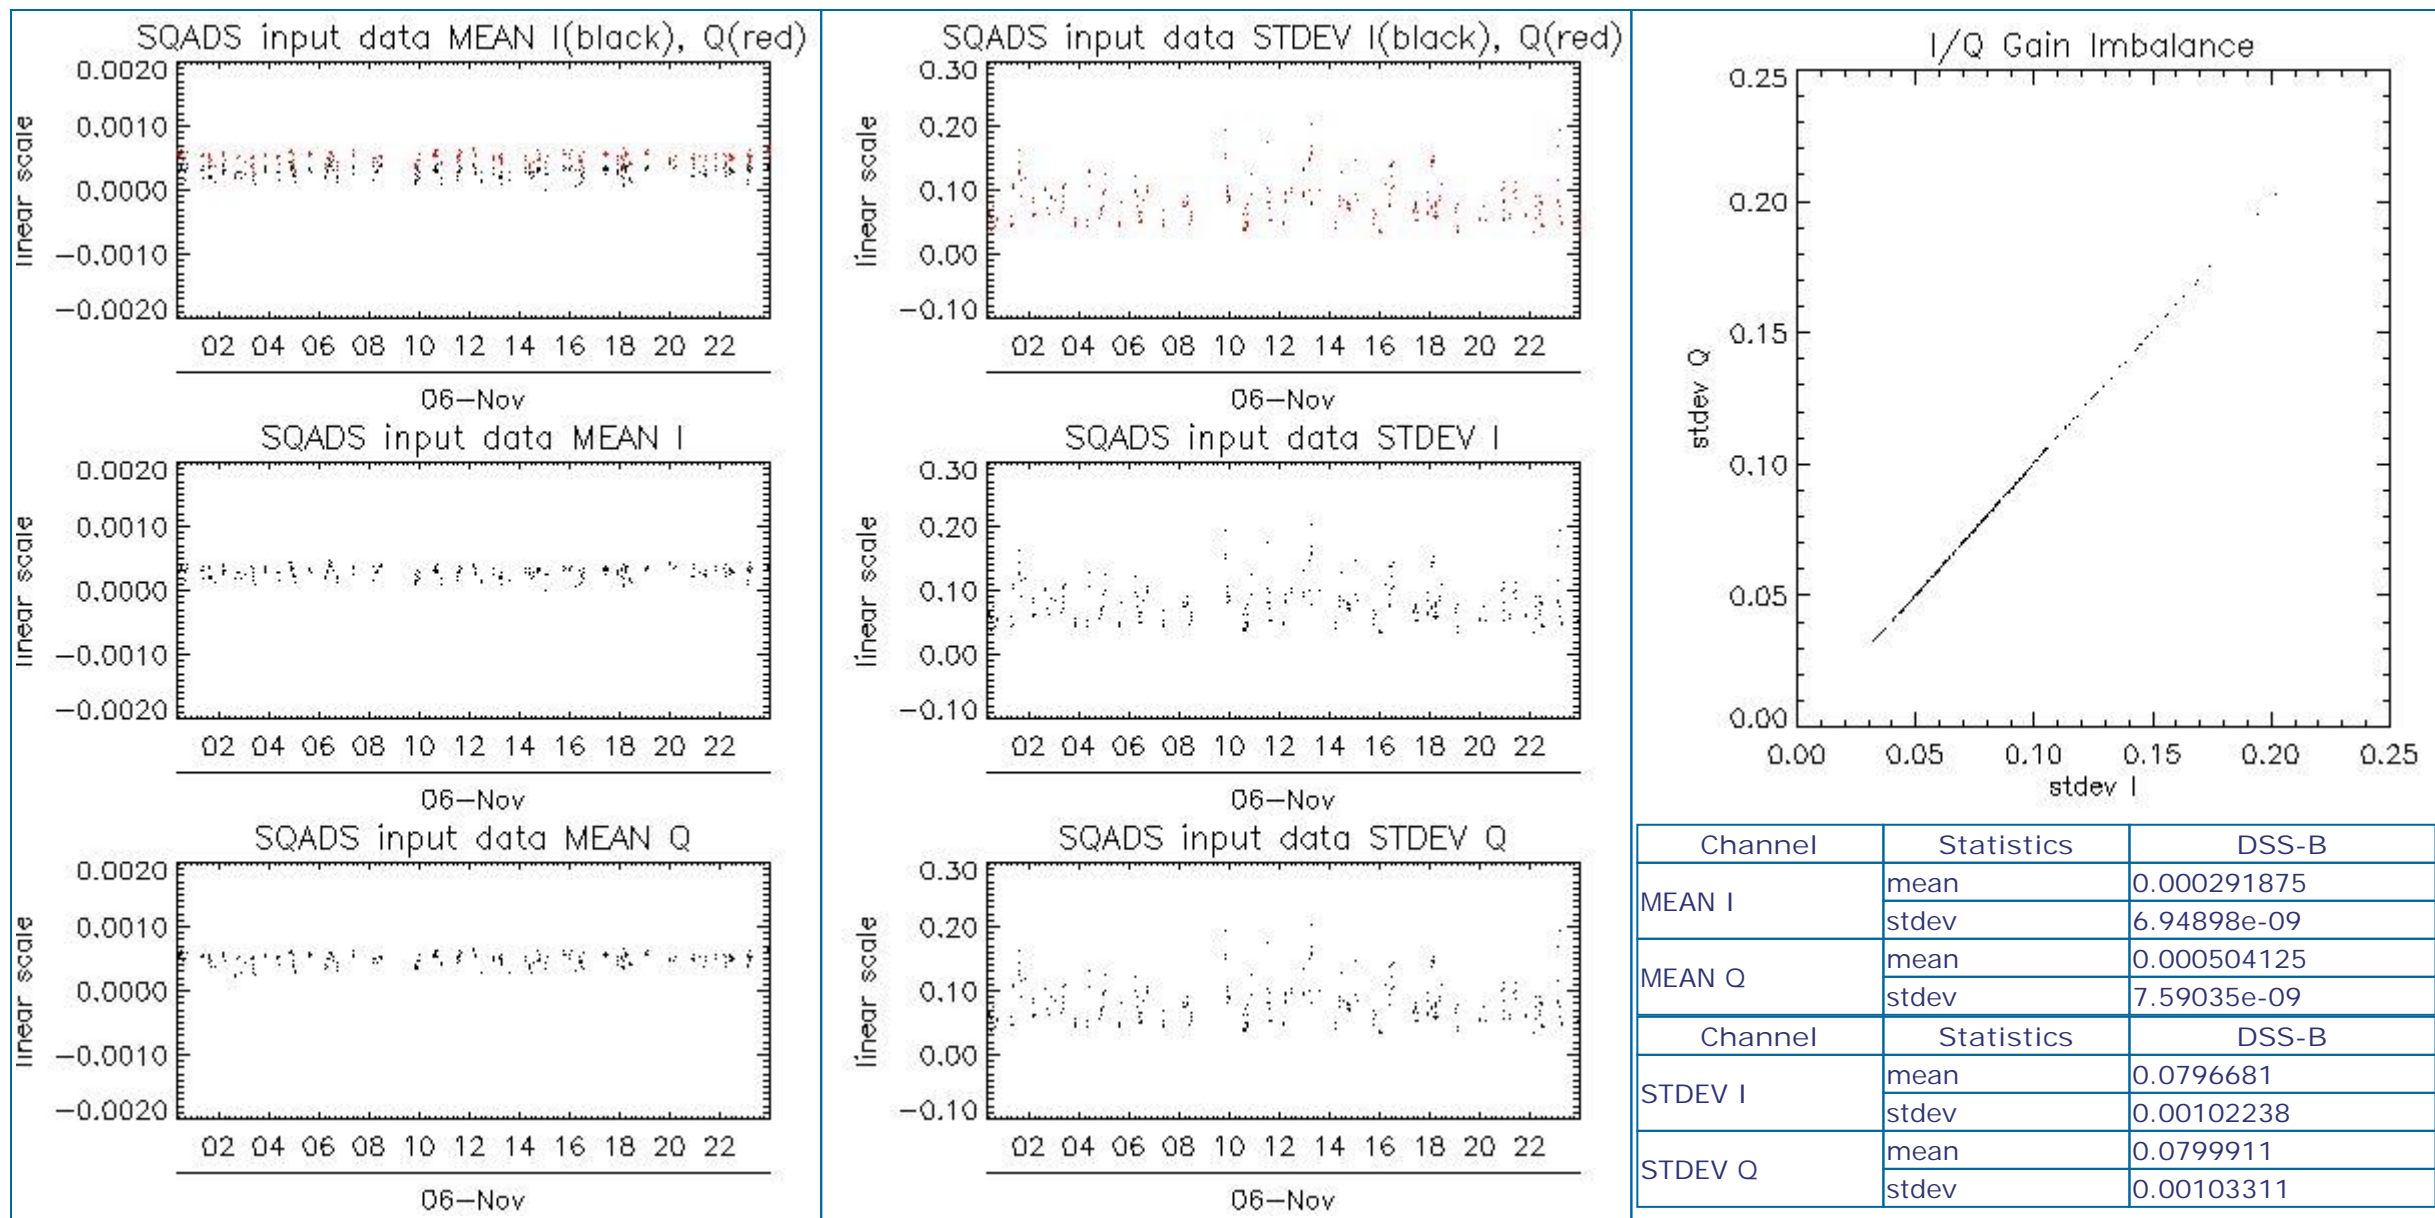 SQADS input data MEAN I(black), Q(red)
0.0020
0.0010
0.0000
-0.0010
-0.0020
linear scale
02 04 06 08 10 12 14 16 18 20 22
06-Nov
SQADS input data MEAN I
0.0020
0.0010
0.0000
-0.0010
-0.0020
linear scale
02 04 06 08 10 12 14 16 18 20 22
06-Nov
SQADS input data MEAN Q
0.0020
0.0010
0.0000
-0.0010
-0.0020
linear scale
02 04 06 08 10 12 14 16 18 20 22
06-Nov
SQADS input data STDEV I(black), Q(red)
0.30
0.20
0.10
0.00
-0.10
linear scale
02 04 06 08 10 12 14 16 18 20 22
06-Nov
SQADS input data STDEV I
0.30
0.20
0.10
0.00
-0.10
linear scale
02 04 06 08 10 12 14 16 18 20 22
06-Nov
SQADS input data STDEV Q
0.30
0.20
0.10
0.00
-0.10
linear scale
02 04 06 08 10 12 14 16 18 20 22
06-Nov
I/Q Gain Imbalance
0.25
0.20
0.15
0.10
0.05
0.00
stdev Q
0.00 0.05 0.10 0.15 0.20 0.25
stdev I
Channel Statistics DSS-B
MEAN I mean 0.000291875
stdev 6.94898e-09
MEAN Q mean 0.000504125
stdev 7.59035e-09
Channel Statistics DSS-B
STDEV I mean 0.0796681
stdev 0.00102238
STDEV Q mean 0.0799911
stdev 0.00103311